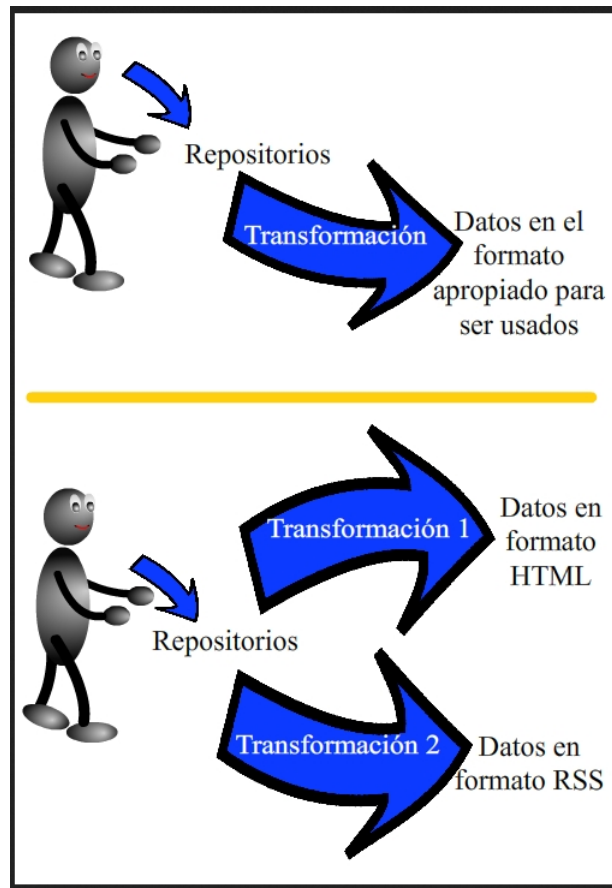 Repositorios
Transformación
Datos en el
formato
apropiado para
ser usados
Transformación 1
Datos en
formato
HTML
Repositorios
Transformación 2
Datos en
formato RSS